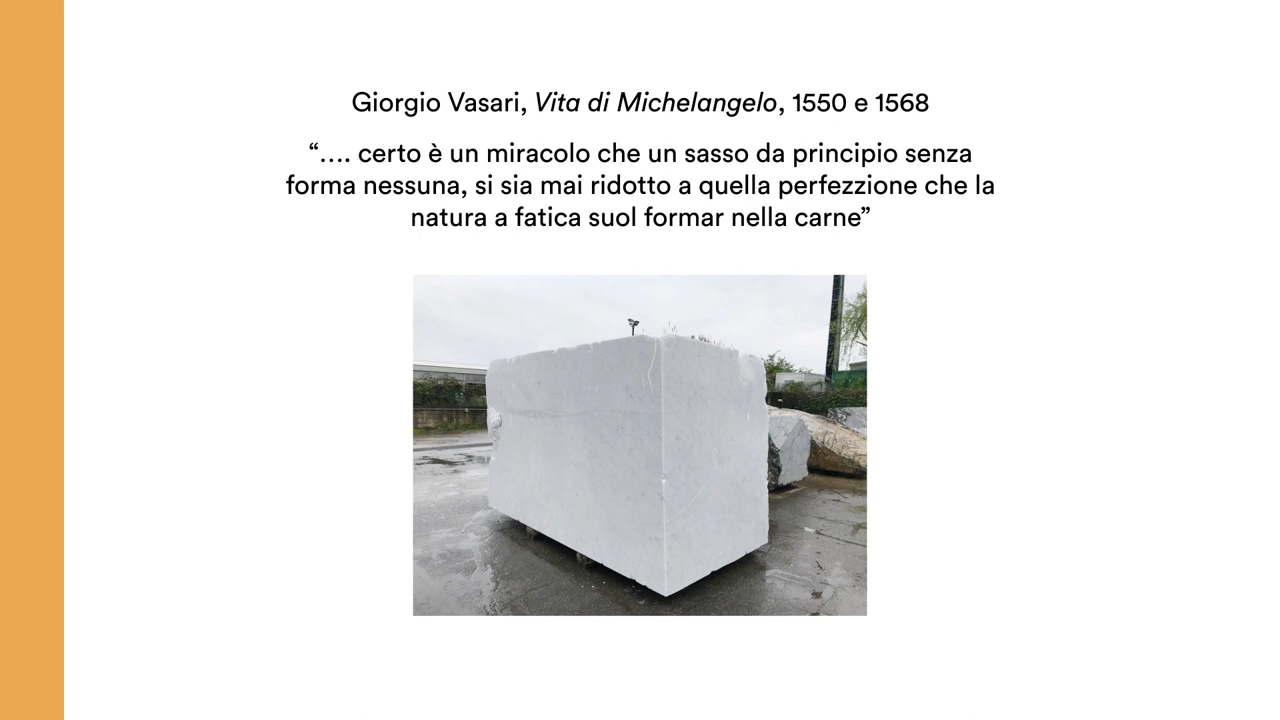 Giorgio Vasari, Vita di Michelangelo, 1550 e 1568
“…. certo è un miracolo che un sasso da principio senza
forma nessuna, si sia mai ridotto a quella perfezzione che la
natura a fatica suol formar nella carne”